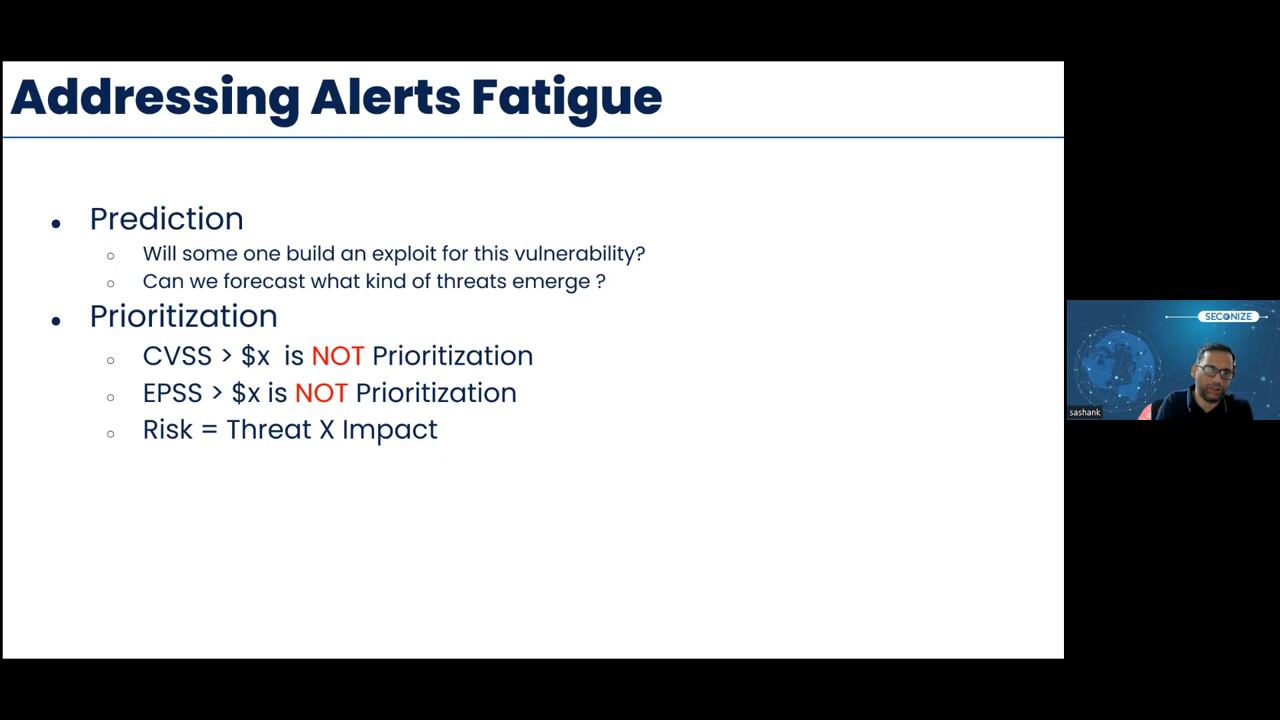 Addressing Alerts Fatigue
• Prediction
○ Will some one build an exploit for this vulnerability?
○ Can we forecast what kind of threats emerge ?
• Prioritization
○ CVSS > $x is NOT Prioritization
○ EPSS > $x is NOT Prioritization
○ Risk = Threat X Impact
SECONIZE
sashank